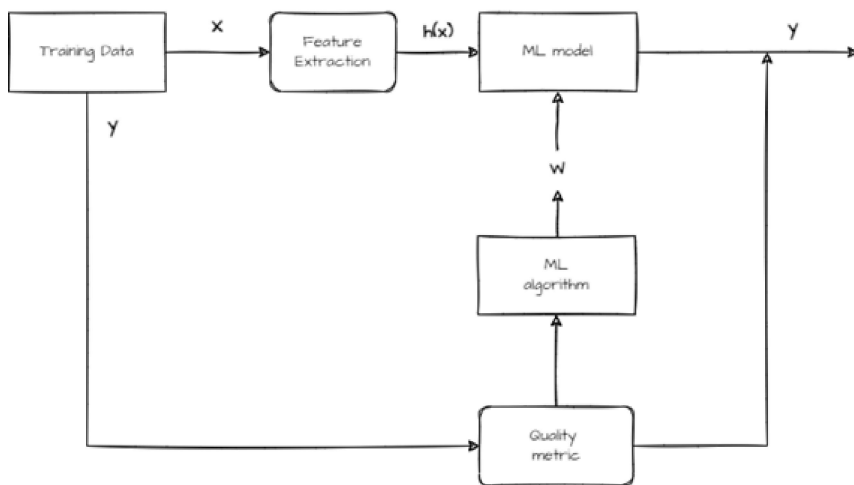 x
h(x)
y
Training Data
Feature
Extraction
ML model
y
w
ML
algorithm
Quality
metric